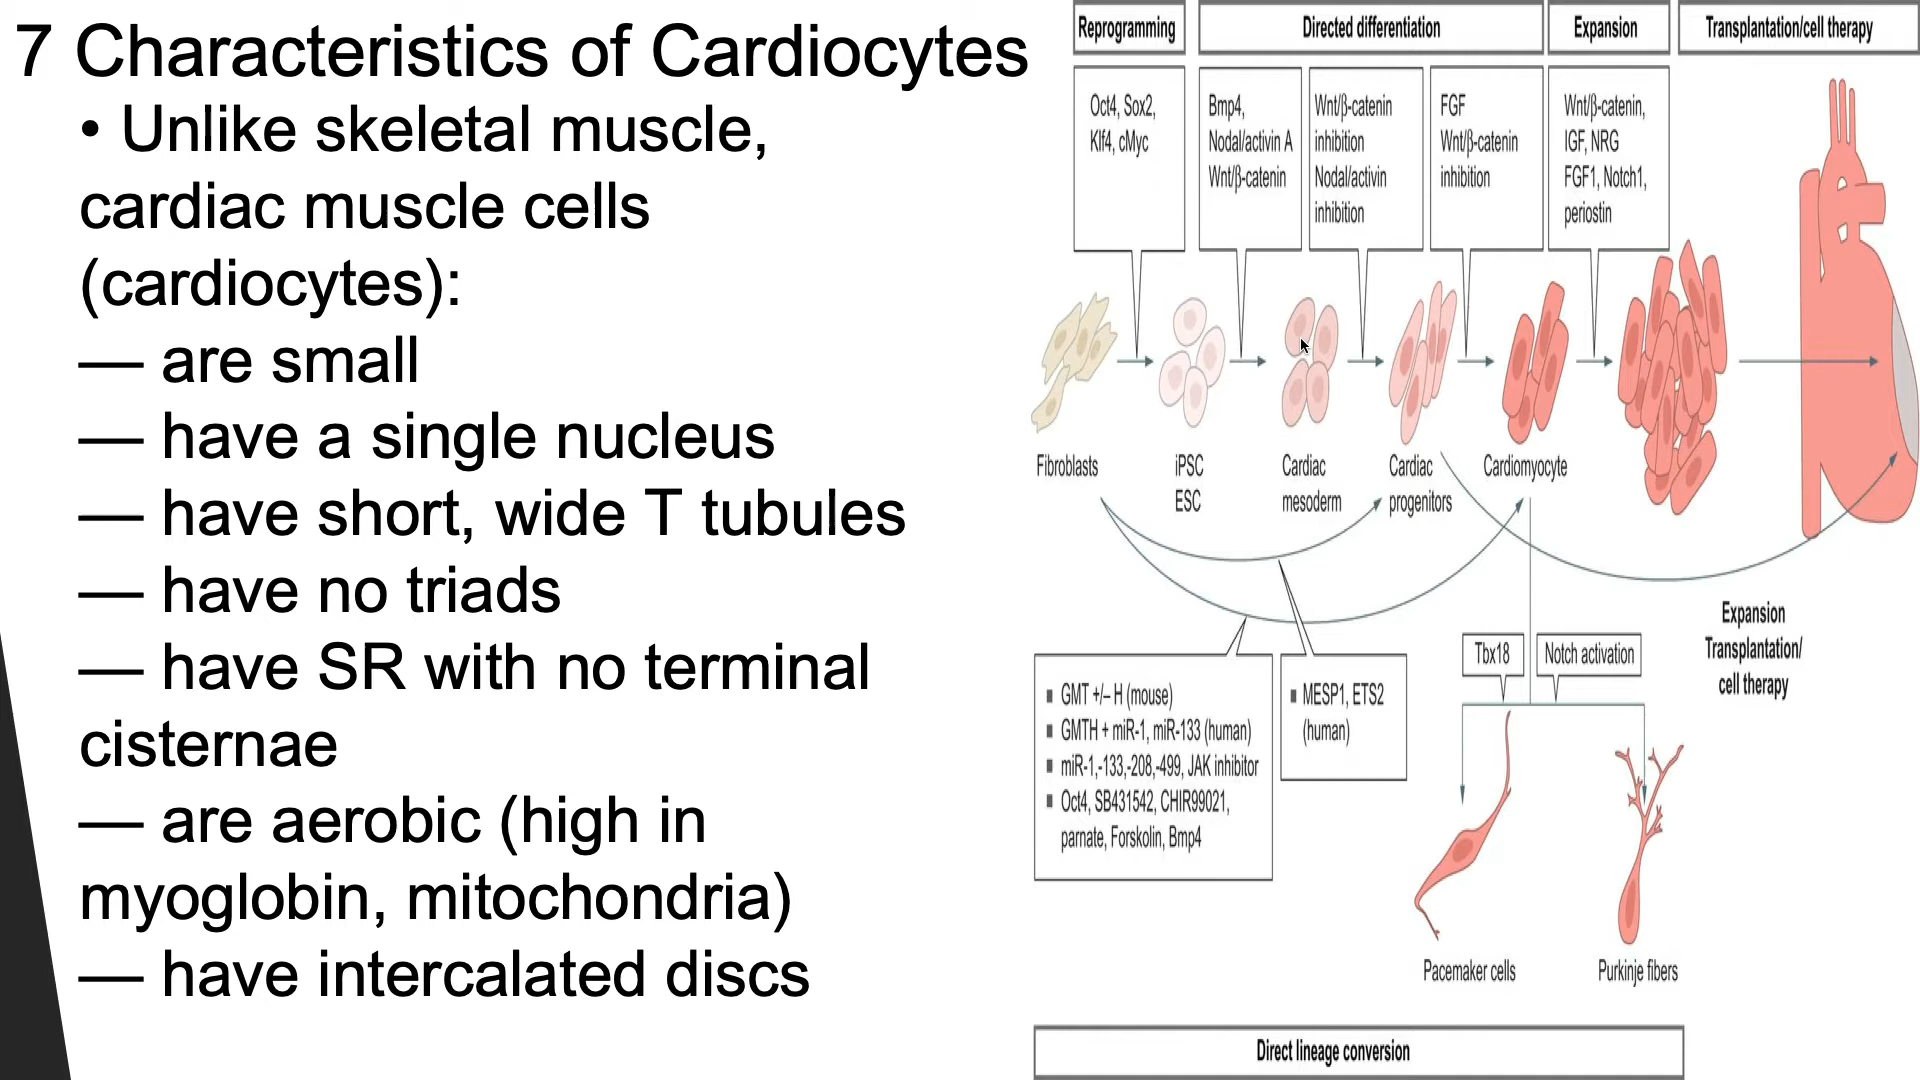 7 Characteristics of Cardiocytes
• Unlike skeletal muscle,
cardiac muscle cells
(cardiocytes):
— are small
— have a single nucleus
— have short, wide T tubules
— have no triads
— have SR with no terminal
cisternae
— are aerobic (high in
myoglobin, mitochondria)
— have intercalated discs
Reprogramming
Directed differentiation
Expansion
Transplantation/cell therapy
Oct4, Sox2,
Klf4, cMyc
Bmp4,
Nodal/activin A
Wnt/β-catenin
Wnt/β-catenin
inhibition
Nodal/activin
inhibition
FGF
Wnt/β-catenin
inhibition
Wnt/β-catenin,
IGF, NRG
FGF1, Notch1,
periostin
Fibroblasts
iPSC
ESC
Cardiac
mesoderm
Cardiac
progenitors
Cardiomyocyte
Expansion
Transplantation/
cell therapy
Tbx18
Notch activation
▪ GMT +/– H (mouse)
▪ GMTH + miR-1, miR-133 (human)
▪ miR-1,-133,-208,-499, JAK inhibitor
▪ Oct4, SB431542, CHIR99021,
parnate, Forskolin, Bmp4
▪ MESP1, ETS2
(human)
Pacemaker cells
Purkinje fibers
Direct lineage conversion